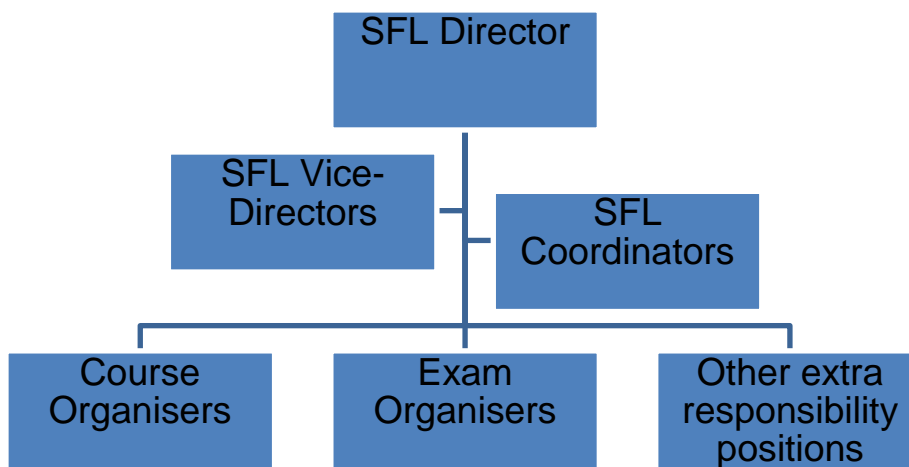 SFL Director
SFL Vice-
Directors
SFL
Coordinators
Course
Organisers
Exam
Organisers
Other extra
responsibility
positions